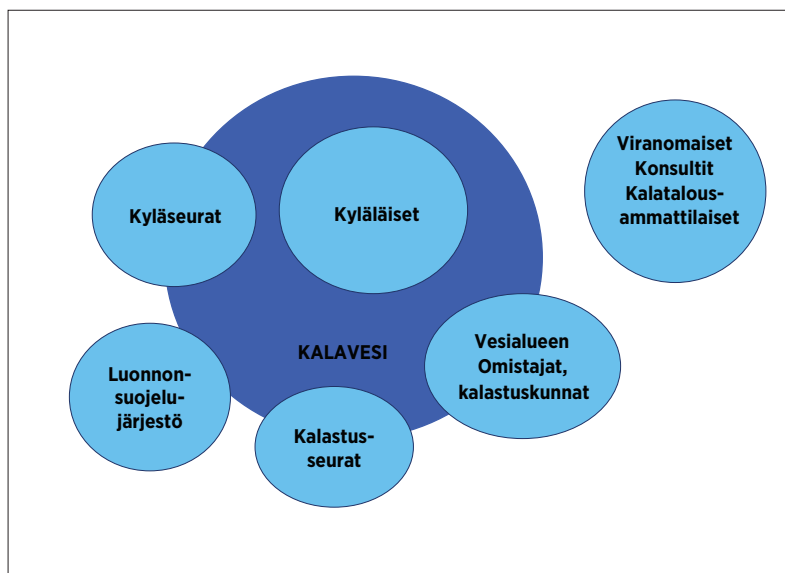 Kyläseurat
Kyläläiset
Viranomaiset
Konsultit
Kalatalous-
ammattilaiset
KALAVESI
Vesialueen
Omistajat,
kalastuskunnat
Luonnon-
suojelu-
järjestö
Kalastus-
seurat